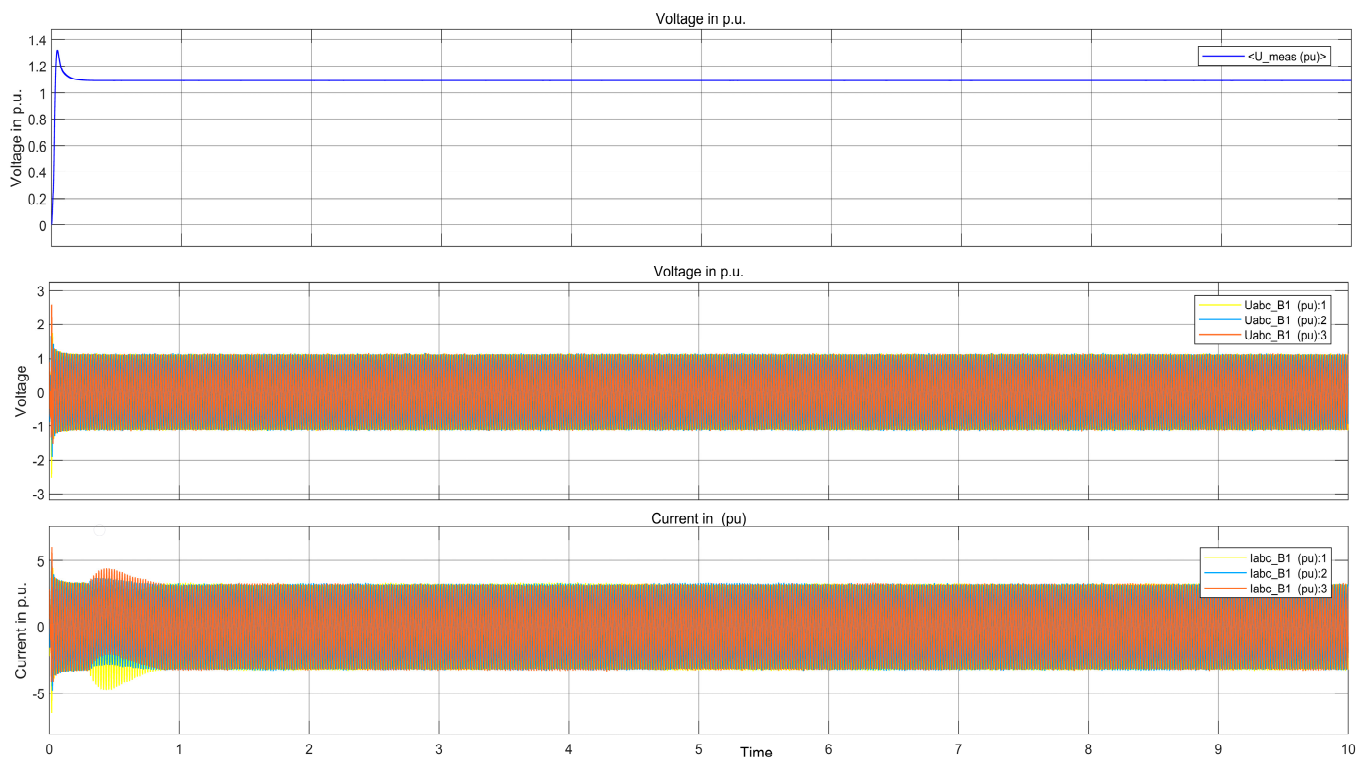 Voltage in p.u.
1.4
1.2
1
0.8
0.6
0.4
0.2
0
Voltage in p.u.
<U_meas (pu)>
Voltage in p.u.
3
2
1
0
-1
-2
-3
Voltage
Uabc_B1 (pu):1
Uabc_B1 (pu):2
Uabc_B1 (pu):3
Current in (pu)
5
0
-5
Current in p.u.
Iabc_B1 (pu):1
Iabc_B1 (pu):2
Iabc_B1 (pu):3
0 1 2 3 4 5 6 7 8 9 10
Time